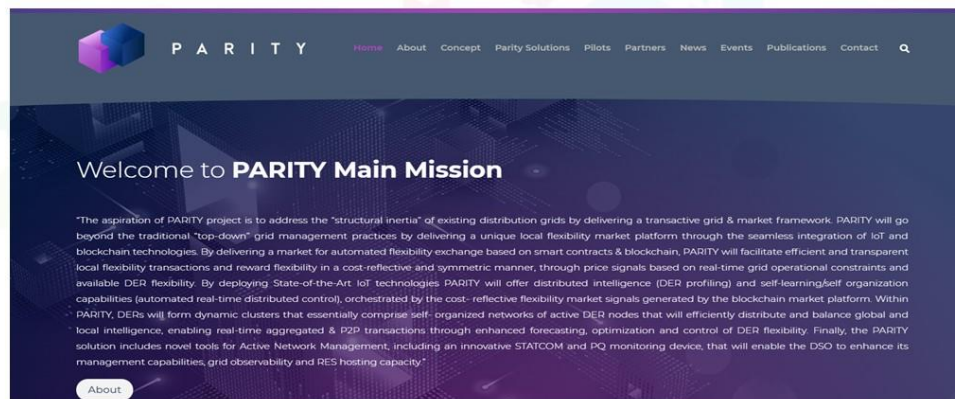 PARITY
Home About Concept Parity Solutions Pilots Partners News Events Publications Contact
Welcome to PARITY Main Mission
"The aspiration of PARITY project is to address the "structural inertia" of existing distribution grids by delivering a transactive grid & market framework. PARITY will go
beyond the traditional "top-down" grid management practices by delivering a unique local flexibility market platform through the seamless integration of IoT and
blockchain technologies. By delivering a market for automated flexibility exchange based on smart contracts & blockchain, PARITY will facilitate efficient and transparent
local flexibility transactions and reward flexibility in a cost-reflective and symmetric manner, through price signals based on real-time grid operational constraints and
available DER flexibility. By deploying State-of-the-Art IoT technologies PARITY will offer distributed intelligence (DER profiling) and self-learning/self organization
capabilities (automated real-time distributed control), orchestrated by the cost- reflective flexibility market signals generated by the blockchain market platform. Within
PARITY, DERs will form dynamic clusters that essentially comprise self- organized networks of active DER nodes that will efficiently distribute and balance global and
local intelligence, enabling real-time aggregated & P2P transactions through enhanced forecasting, optimization and control of DER flexibility. Finally, the PARITY
solution includes novel tools for Active Network Management, including an innovative STATCOM and PQ monitoring device, that will enable the DSO to enhance its
management capabilities, grid observability and RES hosting capacity."
About